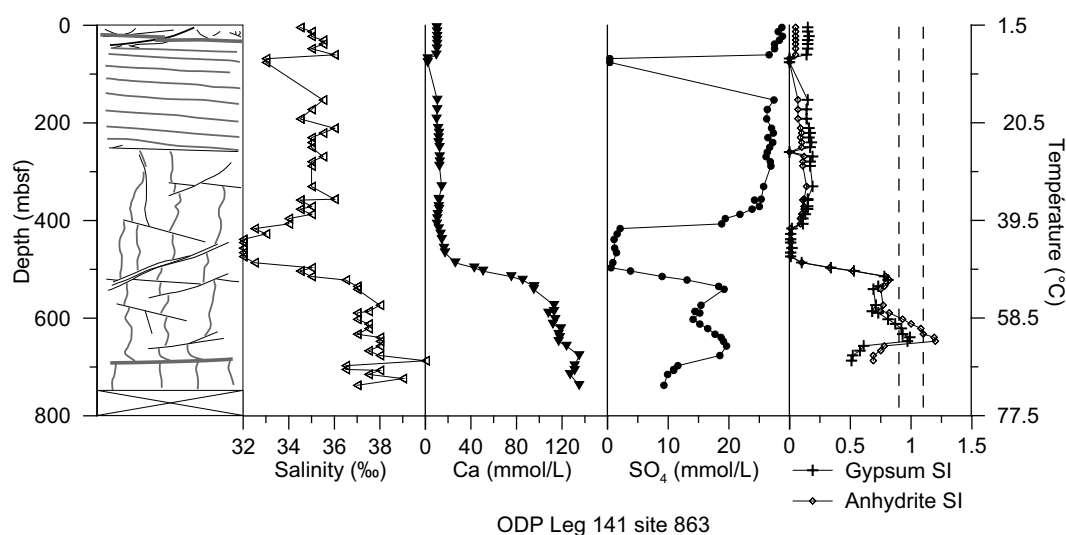 0
200
400
600
800
Depth (mbsf)
32 34 36 38 40
Salinity (‰)
0 40 80 120
Ca (mmol/L)
0 10 20
SO₄ (mmol/L)
0 0.5 1 1.5
Gypsum SI
Anhydrite SI
1.5
20.5
39.5
58.5
77.5
Température (°C)
ODP Leg 141 site 863